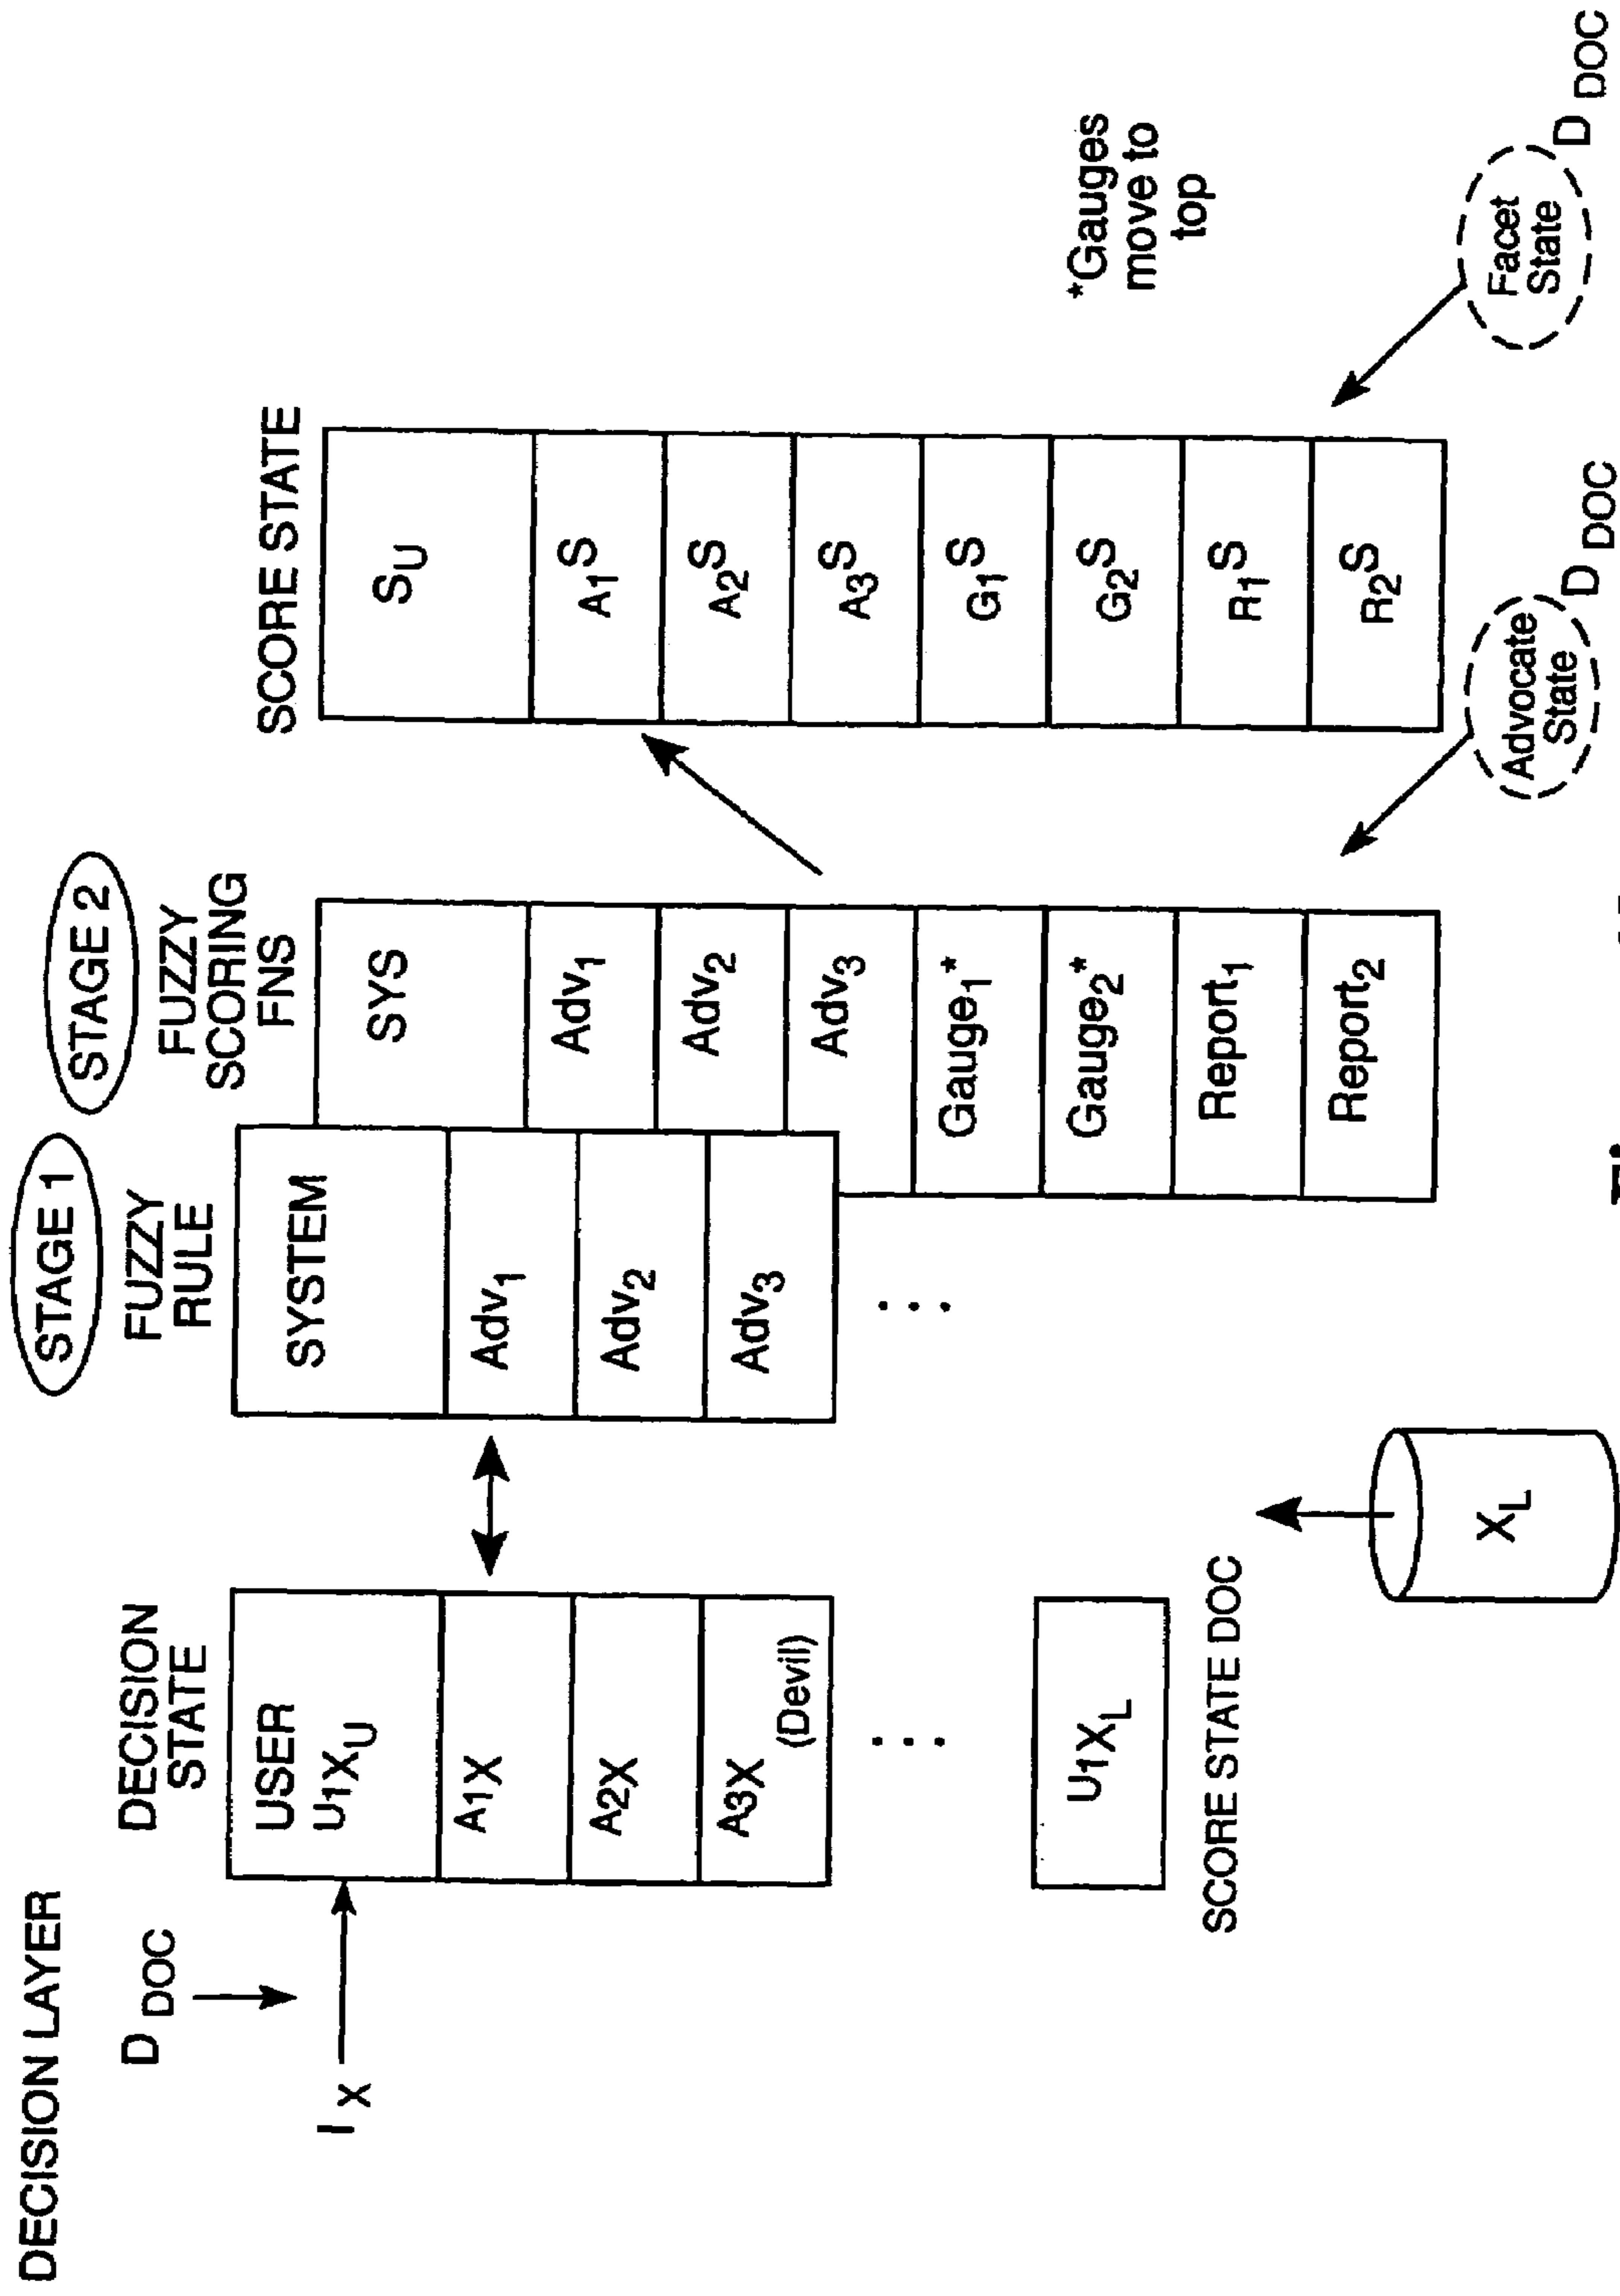 DECISION LAYER
D DOC
I X
DECISION
STATE
USER
U1XU
A1X
A2X
A3X
(Devil)
...
U1XL
SCORE STATE DOC
XL
STAGE 1
FUZZY
RULE
SYSTEM
Adv1
Adv2
Adv3
...
STAGE 2
FUZZY
SCORING
FNS
SYS
Adv1
Adv2
Adv3
Gauge1*
Gauge2*
Report1
Report2
SCORE STATE
SU
A1S
A2S
A3S
G1S
G2S
R1S
R2S
Advocate
State
D DOC
*Gauges
move to
top
Facet
State
D DOC